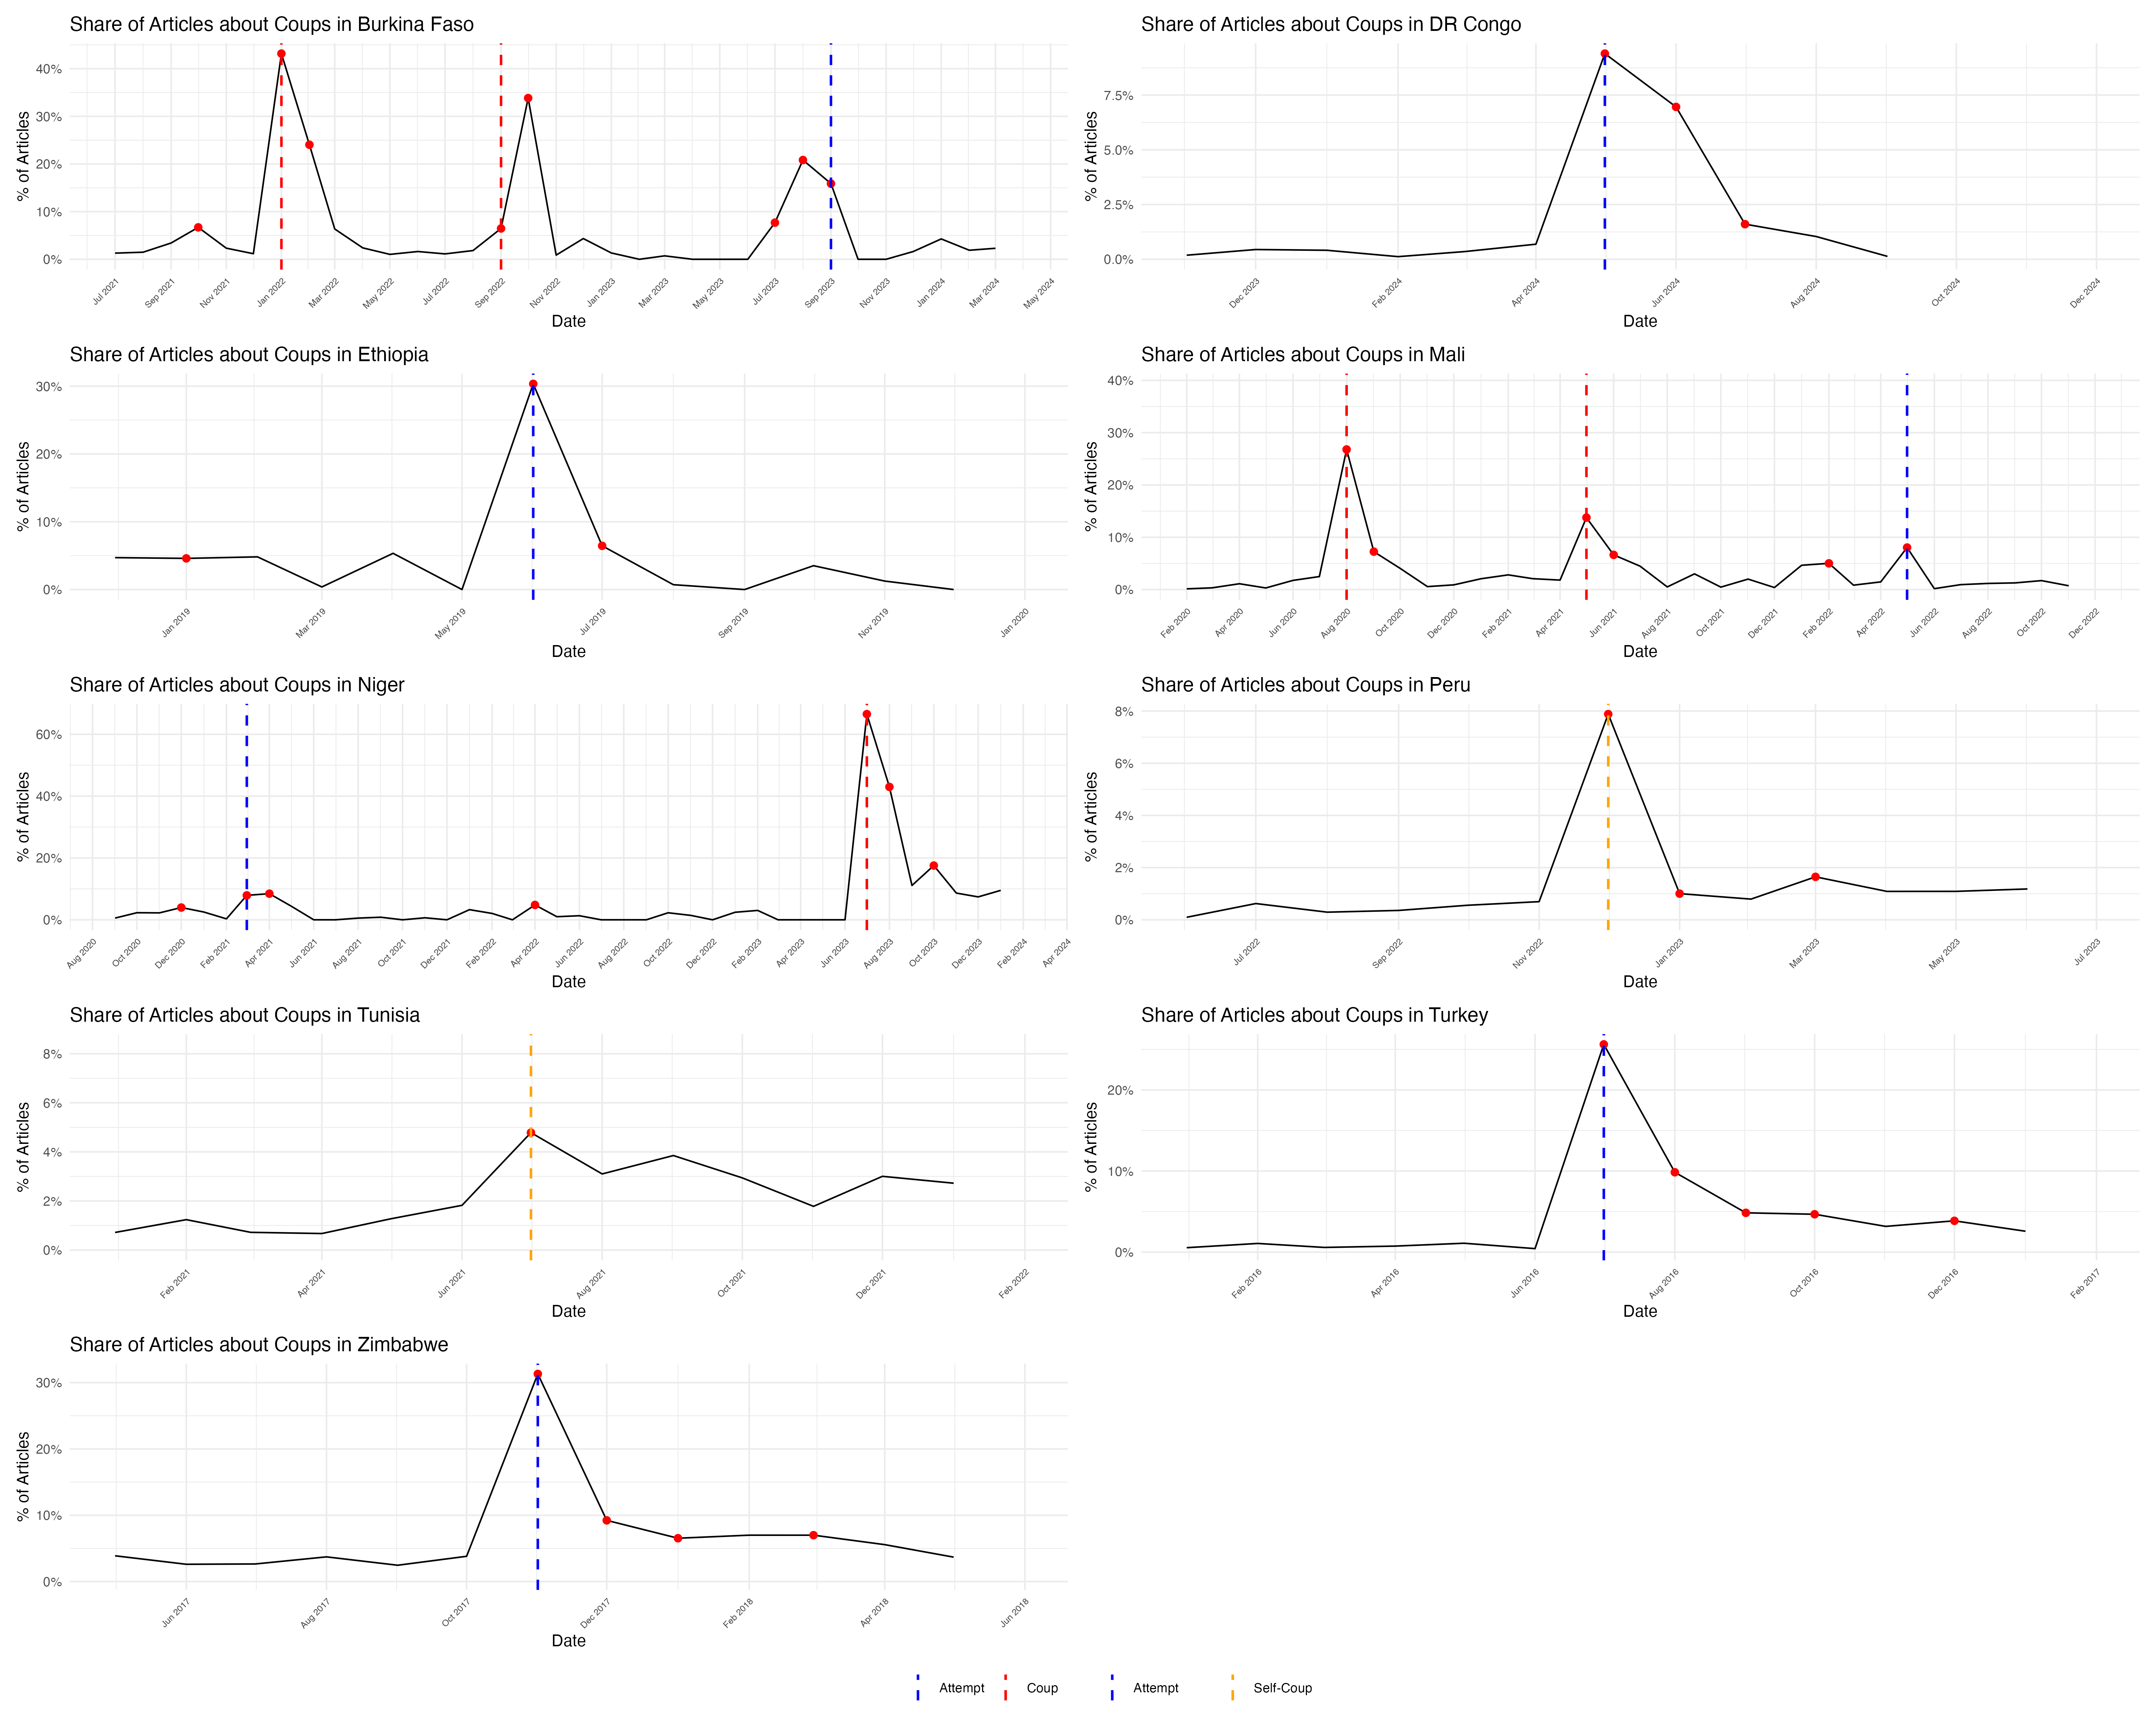 Share of Articles about Coups in Burkina Faso
% of Articles
40%
30%
20%
10%
0%
Jul 2021 Sep 2021 Nov 2021 Jan 2022 Mar 2022 May 2022 Jul 2022 Sep 2022 Nov 2022 Jan 2023 Mar 2023 May 2023 Jul 2023 Sep 2023 Nov 2023 Jan 2024 Mar 2024 May 2024
Date
Share of Articles about Coups in DR Congo
% of Articles
7.5%
5.0%
2.5%
0.0%
Dec 2023 Feb 2024 Apr 2024 Jun 2024 Aug 2024 Oct 2024 Dec 2024
Date
Share of Articles about Coups in Ethiopia
% of Articles
30%
20%
10%
0%
Jan 2019 Mar 2019 May 2019 Jul 2019 Sep 2019 Nov 2019 Jan 2020
Date
Share of Articles about Coups in Mali
% of Articles
40%
30%
20%
10%
0%
Feb 2020 Apr 2020 Jun 2020 Aug 2020 Oct 2020 Dec 2020 Feb 2021 Apr 2021 Jun 2021 Aug 2021 Oct 2021 Dec 2021 Feb 2022 Apr 2022 Jun 2022 Aug 2022 Oct 2022 Dec 2022
Date
Share of Articles about Coups in Niger
% of Articles
60%
40%
20%
0%
Aug 2020 Oct 2020 Dec 2020 Feb 2021 Apr 2021 Jun 2021 Aug 2021 Oct 2021 Dec 2021 Feb 2022 Apr 2022 Jun 2022 Aug 2022 Oct 2022 Dec 2022 Feb 2023 Apr 2023 Jun 2023 Aug 2023 Oct 2023 Dec 2023 Feb 2024 Apr 2024
Date
Share of Articles about Coups in Peru
% of Articles
8%
6%
4%
2%
0%
Jul 2022 Sep 2022 Nov 2022 Jan 2023 Mar 2023 May 2023 Jul 2023
Date
Share of Articles about Coups in Tunisia
% of Articles
8%
6%
4%
2%
0%
Feb 2021 Apr 2021 Jun 2021 Aug 2021 Oct 2021 Dec 2021 Feb 2022
Date
Share of Articles about Coups in Turkey
% of Articles
20%
10%
0%
Feb 2016 Apr 2016 Jun 2016 Aug 2016 Oct 2016 Dec 2016 Feb 2017
Date
Share of Articles about Coups in Zimbabwe
% of Articles
30%
20%
10%
0%
Jun 2017 Aug 2017 Oct 2017 Dec 2017 Feb 2018 Apr 2018 Jun 2018
Date
Attempt Coup Attempt Self-Coup